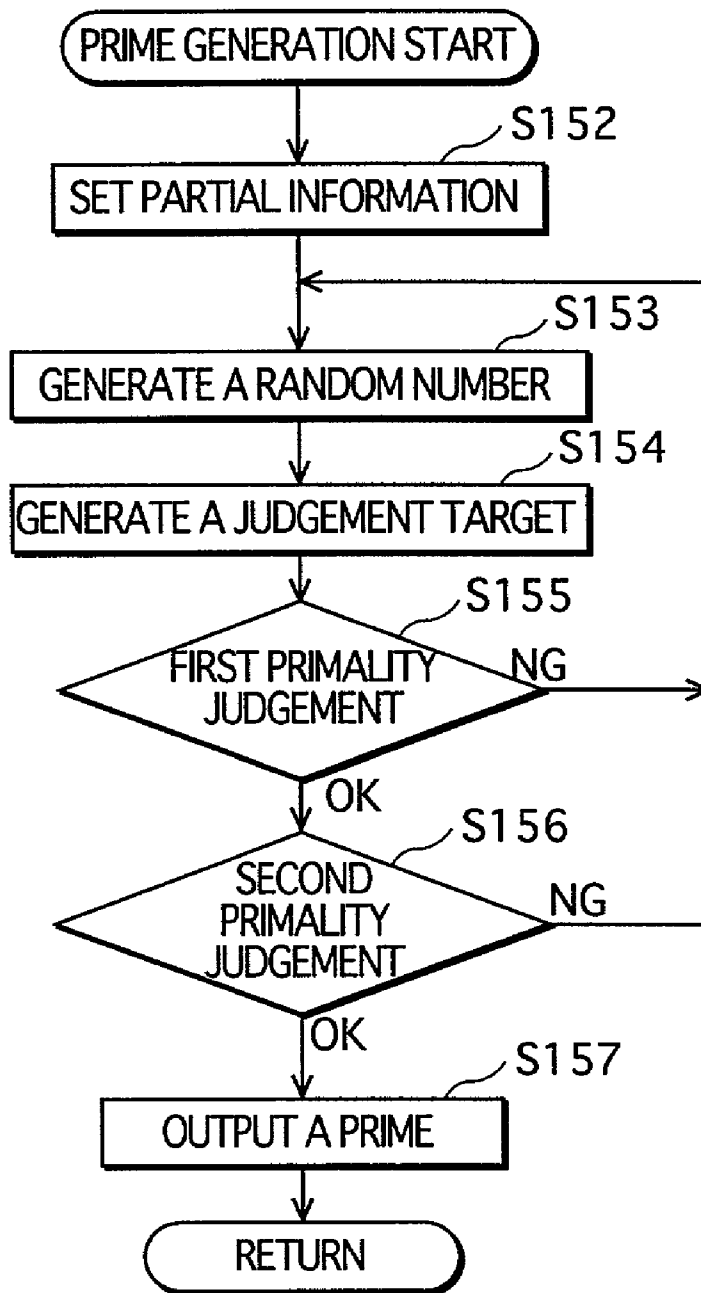 PRIME GENERATION START
S152
SET PARTIAL INFORMATION
S153
GENERATE A RANDOM NUMBER
S154
GENERATE A JUDGEMENT TARGET
S155
FIRST PRIMALITY
JUDGEMENT
NG
OK
S156
SECOND
PRIMALITY
JUDGEMENT
NG
OK
S157
OUTPUT A PRIME
RETURN